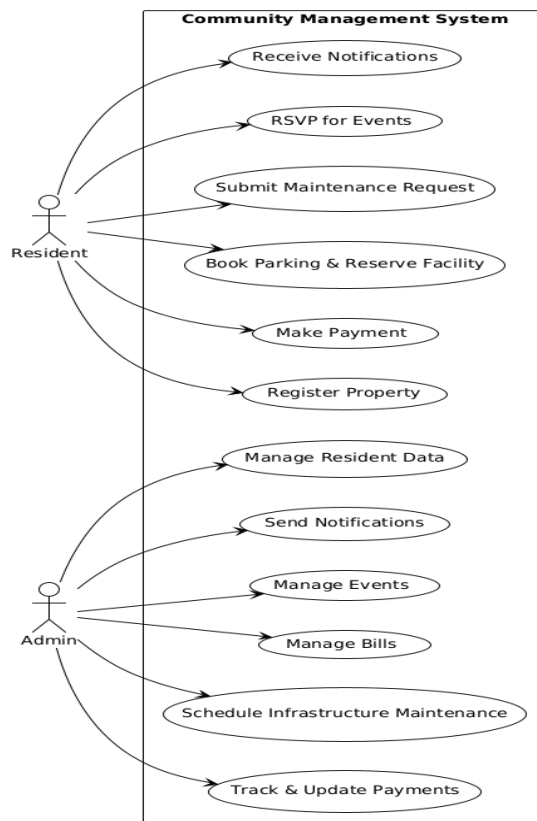 Community Management System
Receive Notifications
RSVP for Events
Submit Maintenance Request
Resident
Book Parking & Reserve Facility
Make Payment
Register Property
Manage Resident Data
Send Notifications
Manage Events
Admin
Manage Bills
Schedule Infrastructure Maintenance
Track & Update Payments